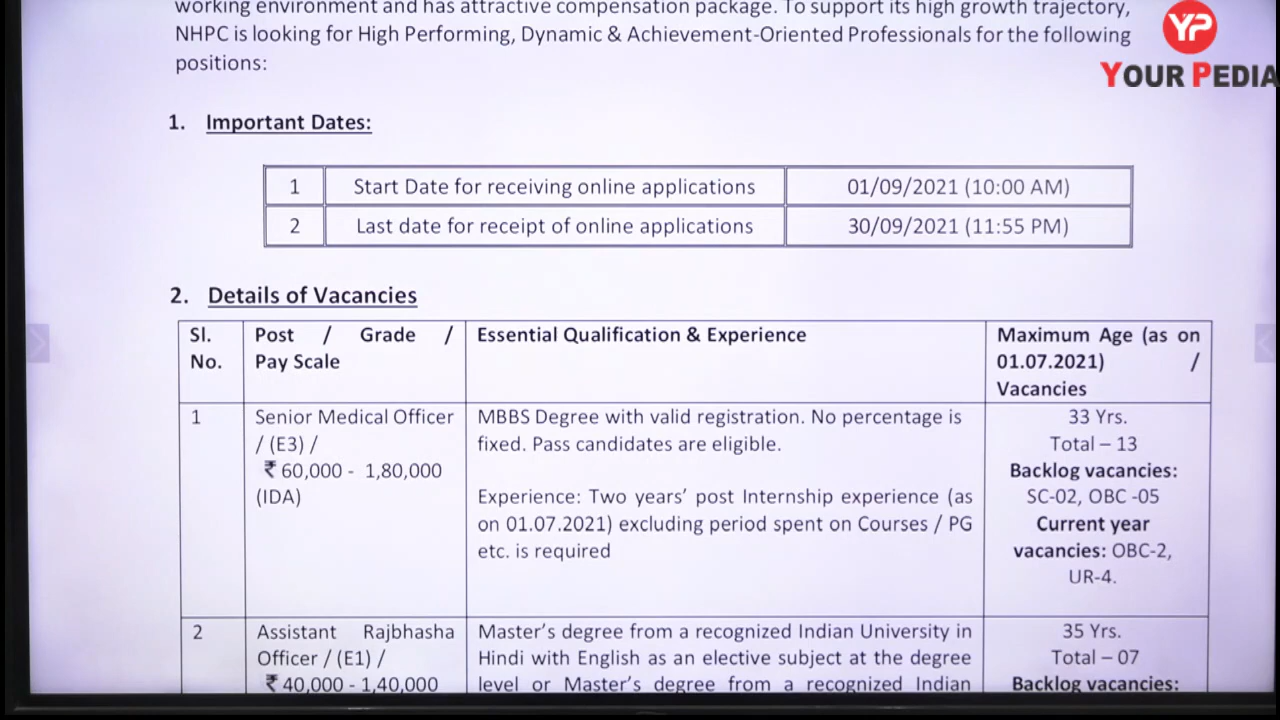 working environment and has attractive compensation package. To support its high growth trajectory,
NHPC is looking for High Performing, Dynamic & Achievement-Oriented Professionals for the following
positions:
YP
YOUR PEDIA
1. Important Dates:
1 Start Date for receiving online applications 01/09/2021 (10:00 AM)
2 Last date for receipt of online applications 30/09/2021 (11:55 PM)
2. Details of Vacancies
Sl.
No.
Post / Grade /
Pay Scale
Essential Qualification & Experience
Maximum Age (as on
01.07.2021) /
Vacancies
1
Senior Medical Officer
/ (E3) /
₹ 60,000 - 1,80,000
(IDA)
MBBS Degree with valid registration. No percentage is
fixed. Pass candidates are eligible.
Experience: Two years’ post Internship experience (as
on 01.07.2021) excluding period spent on Courses / PG
etc. is required
33 Yrs.
Total – 13
Backlog vacancies:
SC-02, OBC -05
Current year
vacancies: OBC-2,
UR-4.
2
Assistant Rajbhasha
Officer / (E1) /
₹ 40,000 - 1,40,000
Master’s degree from a recognized Indian University in
Hindi with English as an elective subject at the degree
level or Master’s degree from a recognized Indian
35 Yrs.
Total – 07
Backlog vacancies: